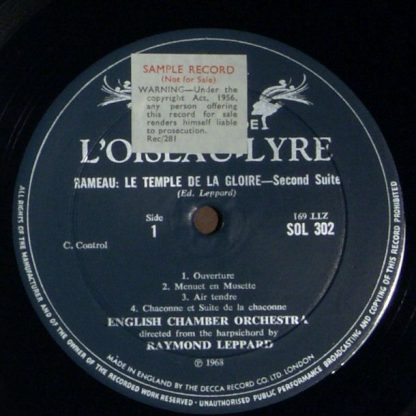 SAMPLE RECORD
(Not for Sale)
WARNING—Under the
copyright Act, 1956,
any person offering
this record for sale
renders himself liable
to prosecution.
Rec/281
DE
L'OISEAU-LYRE
RAMEAU: LE TEMPLE DE LA GLOIRE—Second Suite
(Ed. Leppard)
Side
1
169 LLZ
SOL 302
C. Control
1. Ouverture
2. Menuet en Musette
3. Air tendre
4. Chaconne et Suite de la chaconne
ENGLISH CHAMBER ORCHESTRA
directed from the harpsichord by
RAYMOND LEPPARD
℗ 1968
MADE IN ENGLAND BY THE DECCA RECORD CO. LTD. LONDON
ALL RIGHTS OF THE MANUFACTURER AND OF THE OWNER OF THE RECORDED WORK RESERVED · UNAUTHORISED PUBLIC PERFORMANCE BROADCASTING AND COPYING OF THIS RECORD PROHIBITED